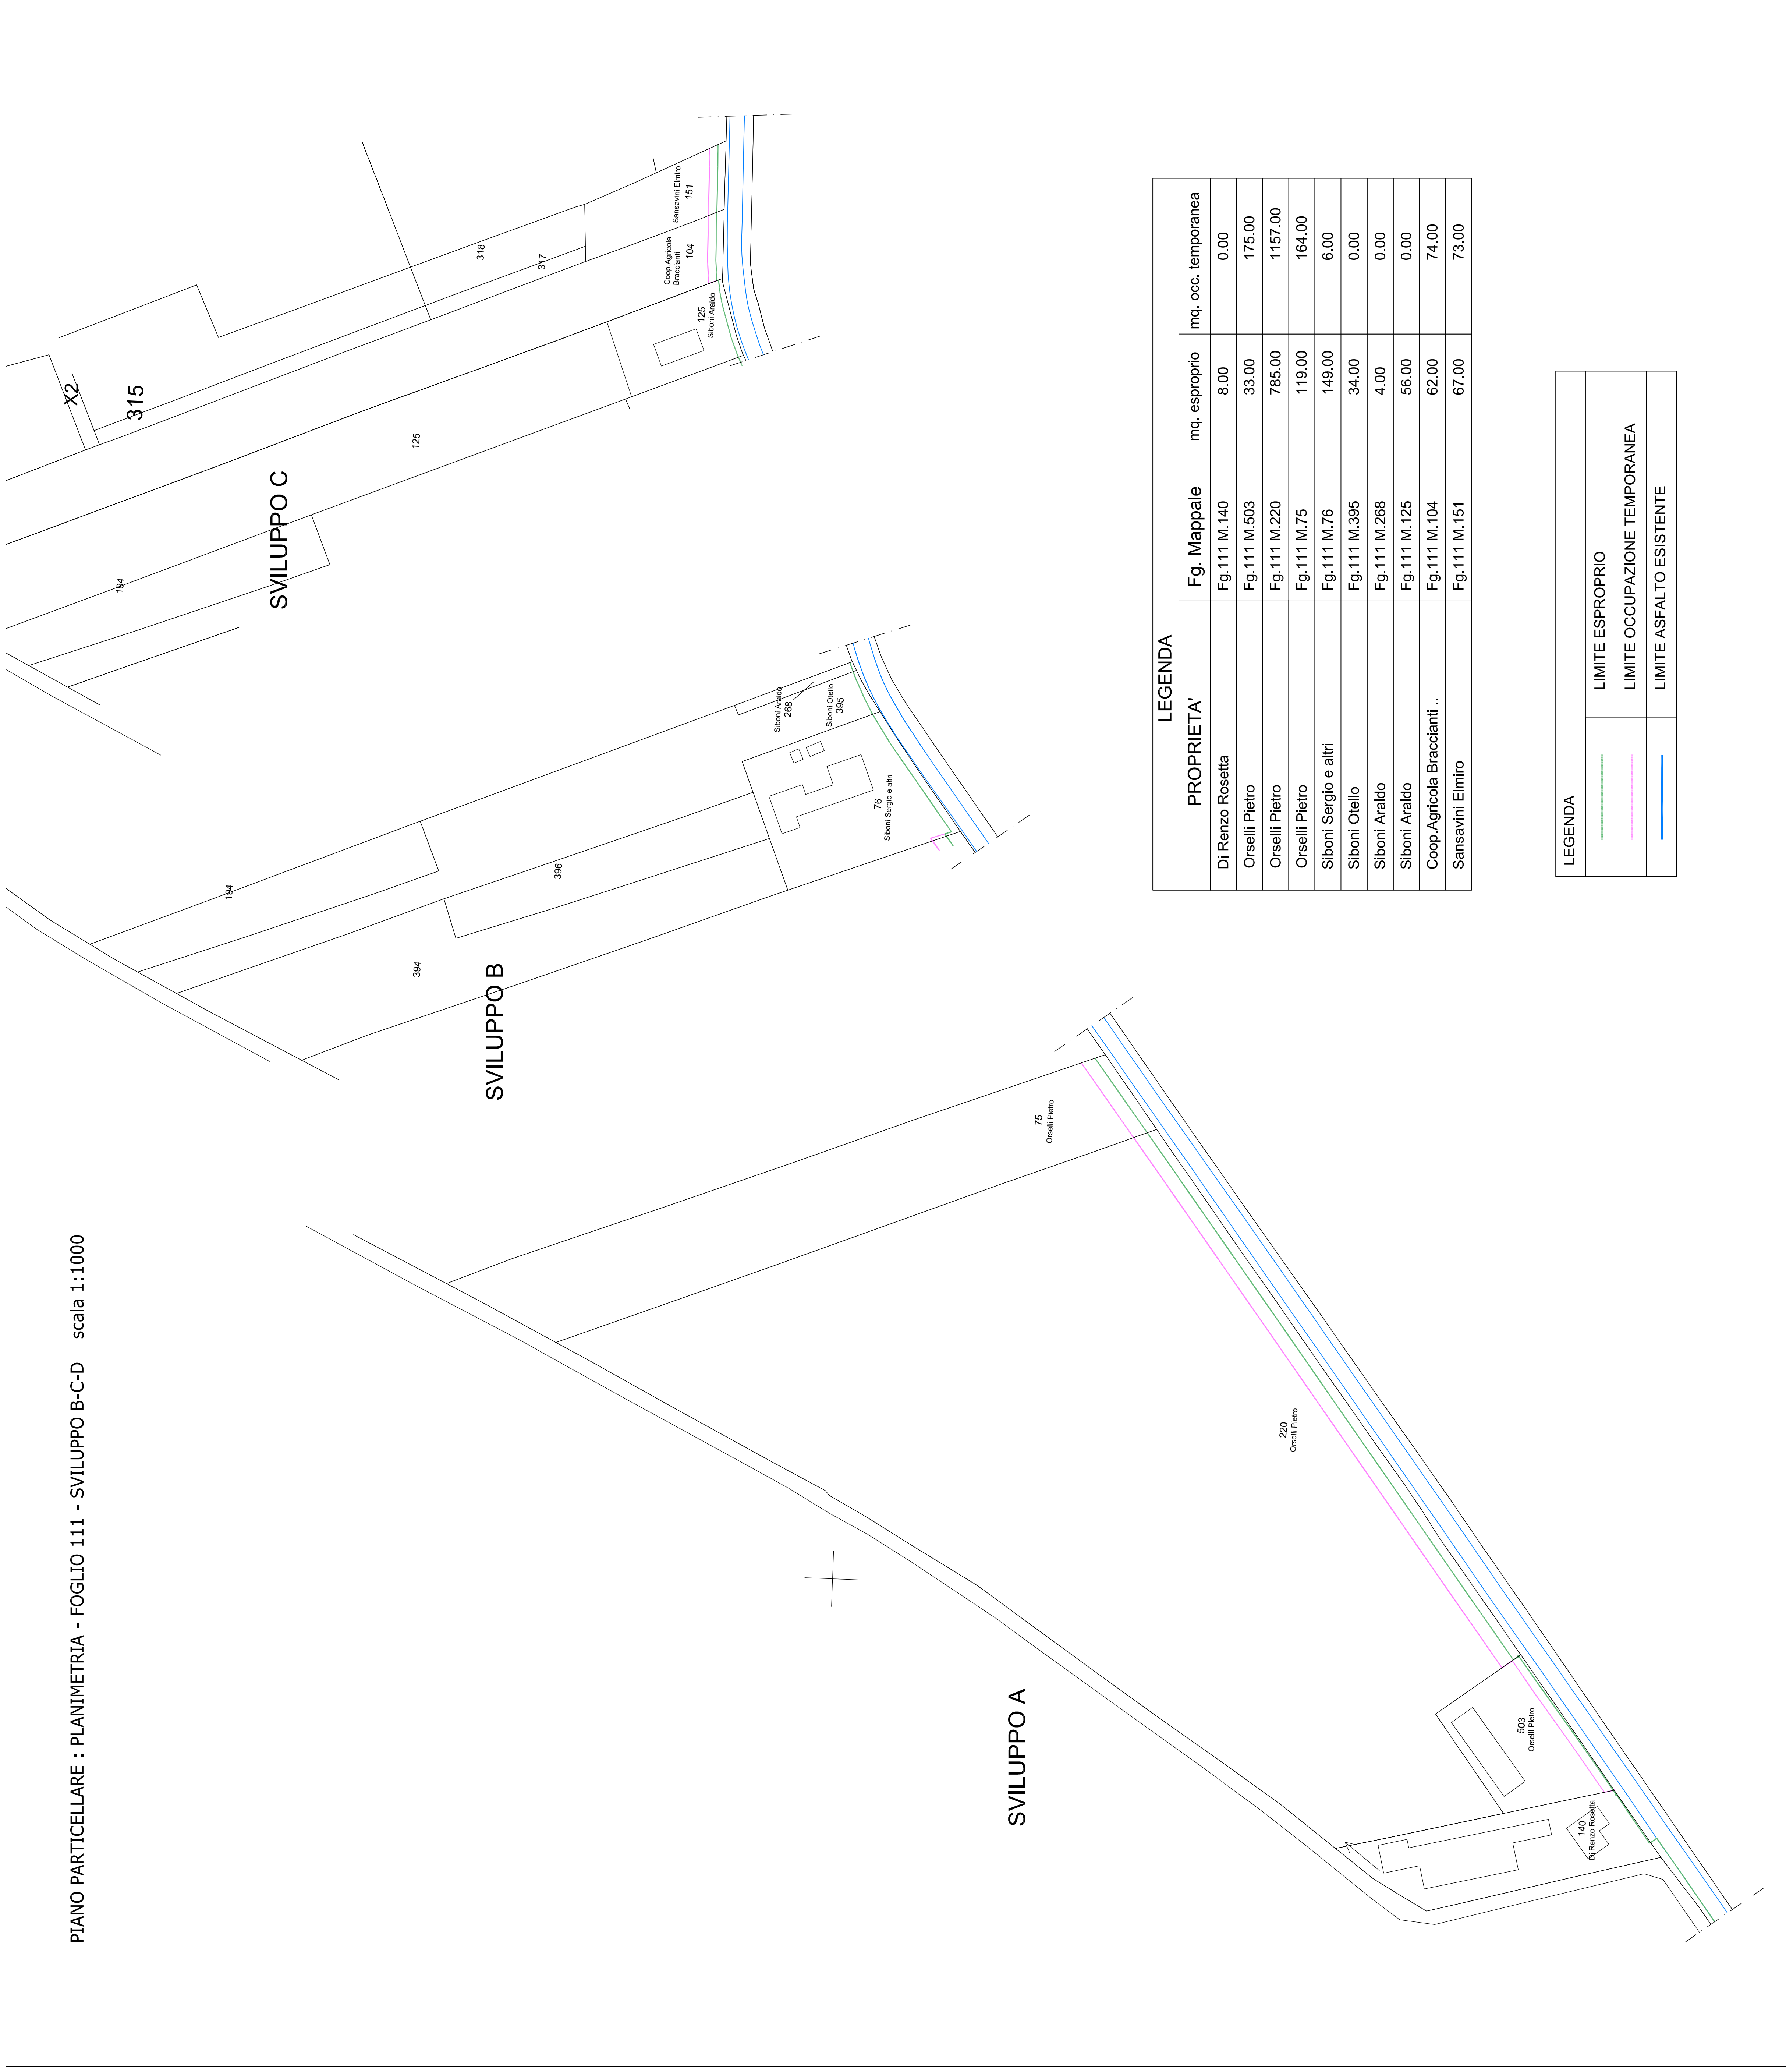 PIANO PARTICELLARE : PLANIMETRIA - FOGLIO 111 - SVILUPPO B-C-D scala 1:1000
SVILUPPO C
X2
315
318
317
125
194
Sansavini Elmiro
151
Coop.Agricola
Braccianti
104
125
Siboni Araldo
SVILUPPO B
194
396
394
Siboni Araldo
268
Siboni Otello
395
76
Siboni Sergio e altri
SVILUPPO A
75
Orselli Pietro
220
Orselli Pietro
503
Orselli Pietro
140
Di Renzo Rosetta
LEGENDA
PROPRIETA' Fg. Mappale mq. esproprio mq. occ. temporanea
Di Renzo Rosetta Fg.111 M.140 8.00 0.00
Orselli Pietro Fg.111 M.503 33.00 175.00
Orselli Pietro Fg.111 M.220 785.00 1157.00
Orselli Pietro Fg.111 M.75 119.00 164.00
Siboni Sergio e altri Fg.111 M.76 149.00 6.00
Siboni Otello Fg.111 M.395 34.00 0.00
Siboni Araldo Fg.111 M.268 4.00 0.00
Siboni Araldo Fg.111 M.125 56.00 0.00
Coop.Agricola Braccianti .. Fg.111 M.104 62.00 74.00
Sansavini Elmiro Fg.111 M.151 67.00 73.00
LEGENDA
LIMITE ESPROPRIO
LIMITE OCCUPAZIONE TEMPORANEA
LIMITE ASFALTO ESISTENTE